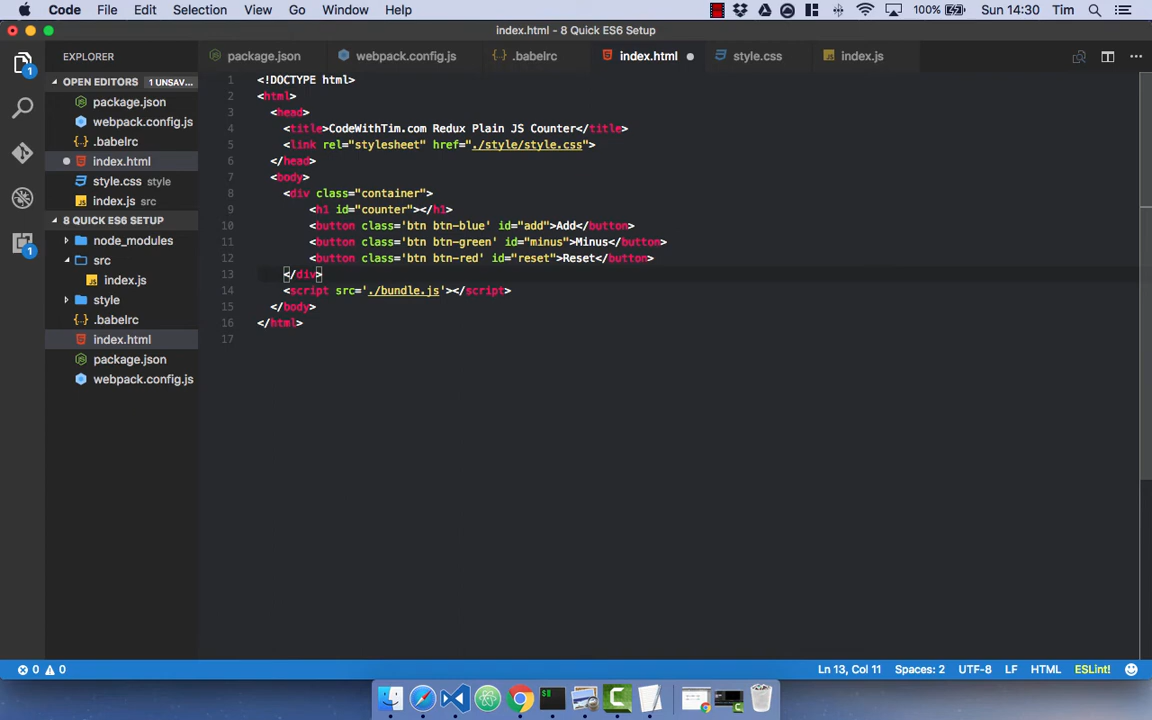 Code File Edit Selection View Go Window Help 100% Sun 14:30 Tim
index.html - 8 Quick ES6 Setup
EXPLORER
package.json webpack.config.js .babelrc index.html style.css index.js
OPEN EDITORS 1 UNSAV...
package.json
webpack.config.js
.babelrc
index.html
style.css style
index.js src
8 QUICK ES6 SETUP
node_modules
src
index.js
style
.babelrc
index.html
package.json
webpack.config.js
1
1
1 <!DOCTYPE html>
2 <html>
3 <head>
4 <title>CodeWithTim.com Redux Plain JS Counter</title>
5 <link rel="stylesheet" href="./style/style.css">
6 </head>
7 <body>
8 <div class="container">
9 <h1 id="counter"></h1>
10 <button class='btn btn-blue' id="add">Add</button>
11 <button class='btn btn-green' id="minus">Minus</button>
12 <button class='btn btn-red' id="reset">Reset</button>
13 </div>
14 <script src='./bundle.js'></script>
15 </body>
16 </html>
17
0 0 Ln 13, Col 11 Spaces: 2 UTF-8 LF HTML ESLint!